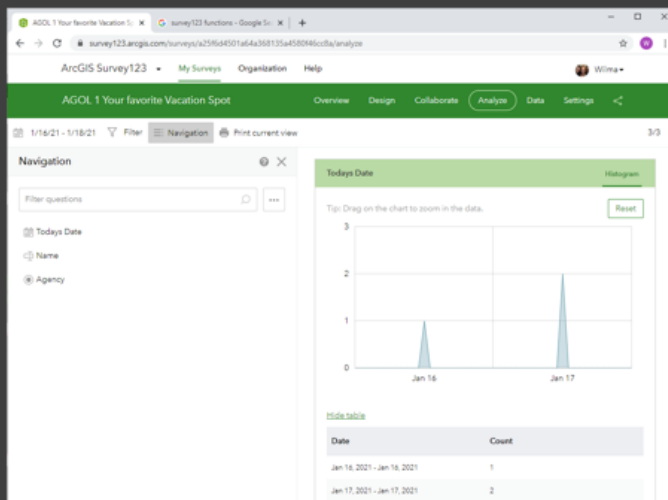 AGOL 1 Your favorite Vacation Sp
survey123 functions - Google Se
survey123.arcgis.com/surveys/a25f6d4501a64a368135a4580f46cc8a/analyze
W
ArcGIS Survey123
My Surveys
Organization
Help
Wilma
AGOL 1 Your favorite Vacation Spot
Overview
Design
Collaborate
Analyze
Data
Settings
1/16/21 - 1/18/21
Filter
Navigation
Print current view
3/3
Navigation
Filter questions
Todays Date
Name
Agency
Todays Date
Histogram
Tip: Drag on the chart to zoom in the data.
Reset
3
2
1
0
Jan 16
Jan 17
Hide table
Date Count
Jan 16, 2021 - Jan 16, 2021 1
Jan 17, 2021 - Jan 17, 2021 2